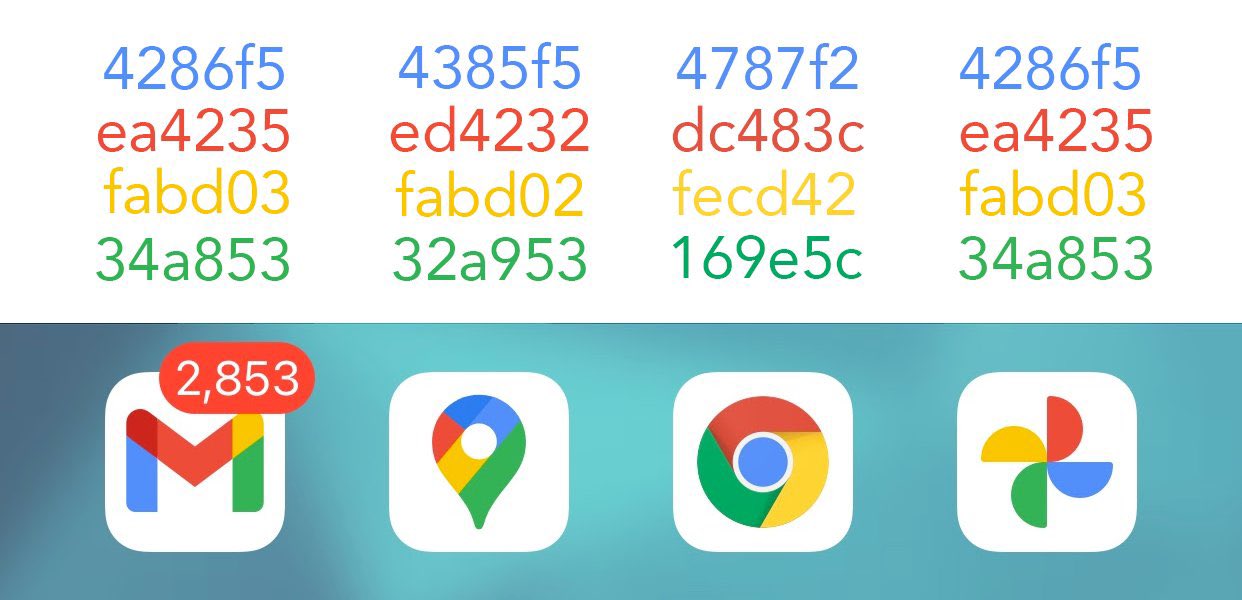 4286f5 4385f5 4787f2 4286f5
ea4235 ed4232 dc483c ea4235
fabd03 fabd02 fecd42 fabd03
34a853 32a953 169e5c 34a853
2,853